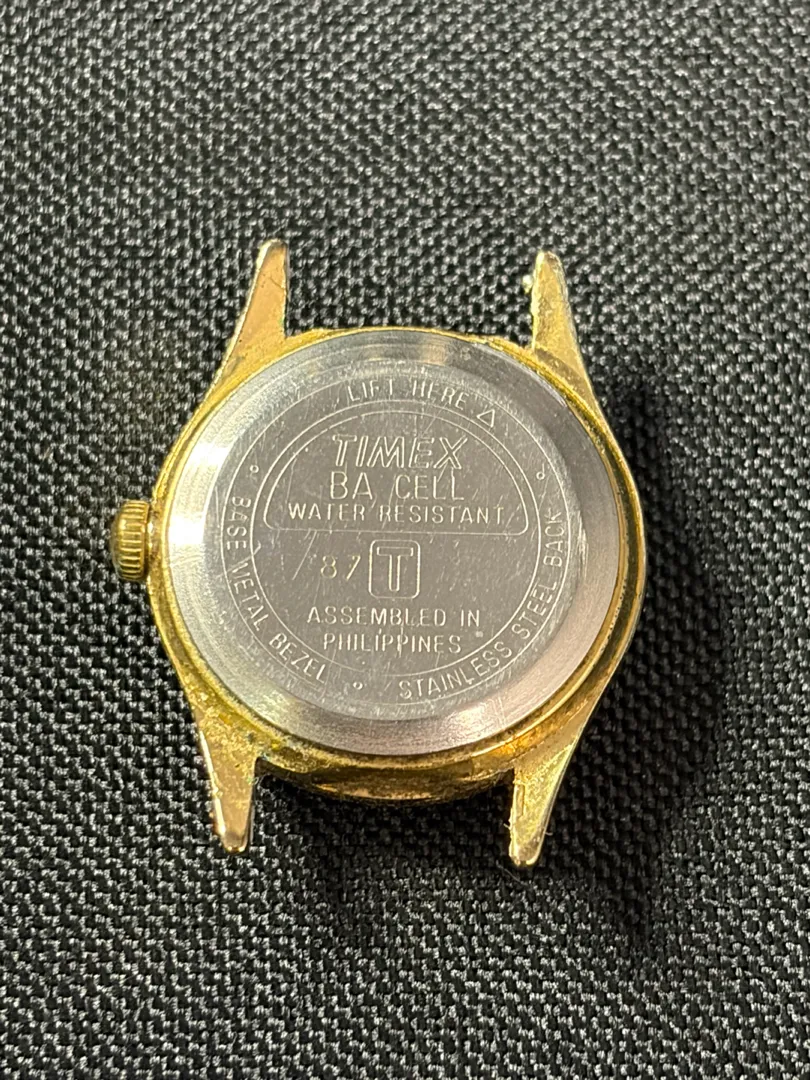 LIFT HERE △
TIMEX
BA CELL
WATER RESISTANT
87 T
ASSEMBLED IN
PHILIPPINES
BASE METAL BEZEL
STAINLESS STEEL BACK